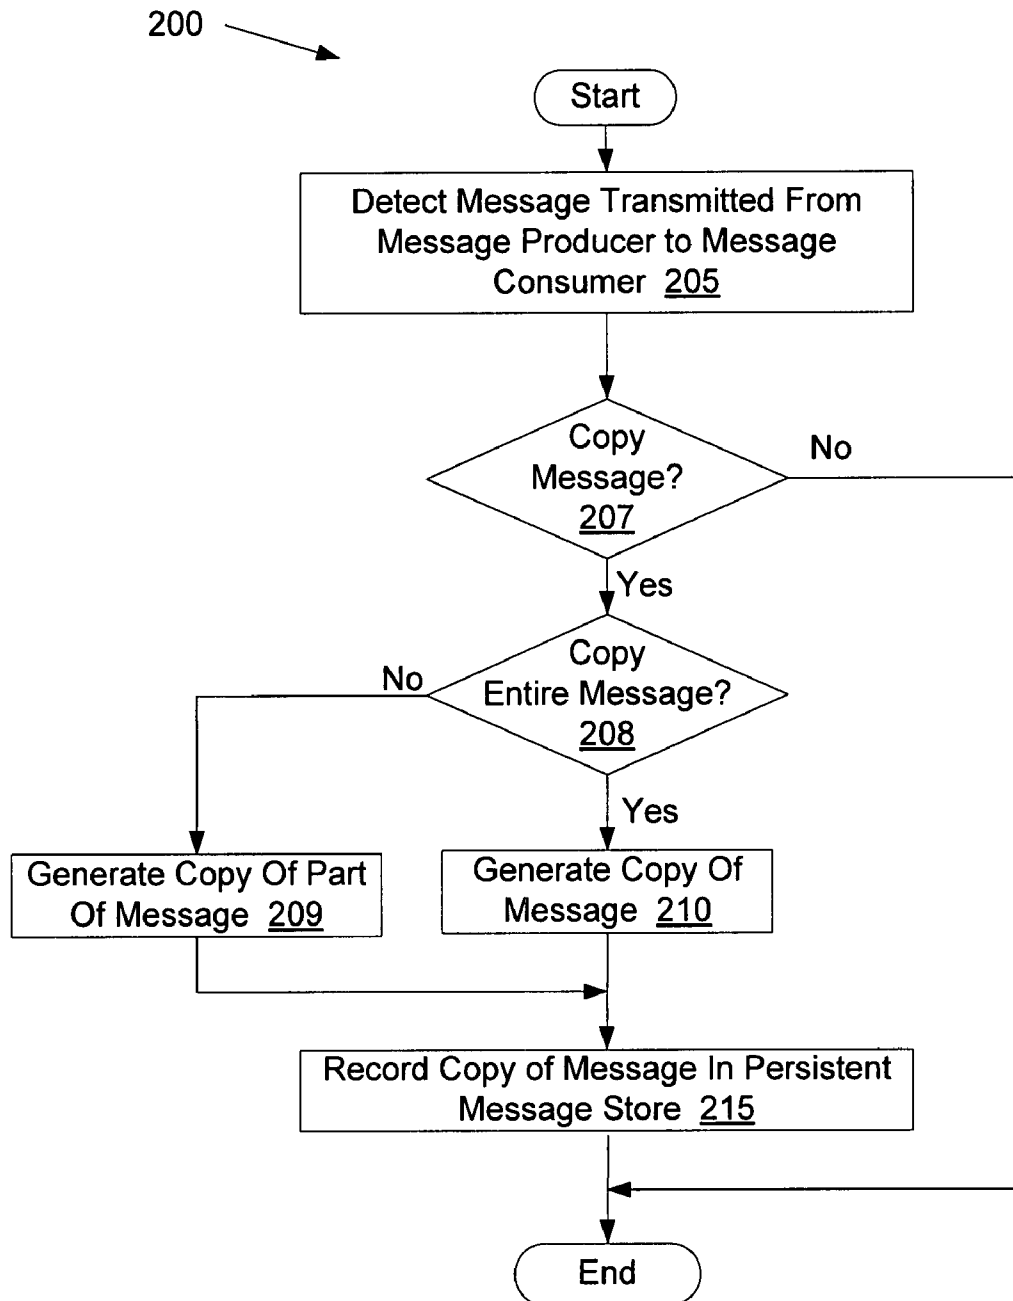 200
Start
Detect Message Transmitted From
Message Producer to Message
Consumer 205
Copy
Message?
207
No
Yes
Copy
Entire Message?
208
No
Yes
Generate Copy Of Part
Of Message 209
Generate Copy Of
Message 210
Record Copy of Message In Persistent
Message Store 215
End